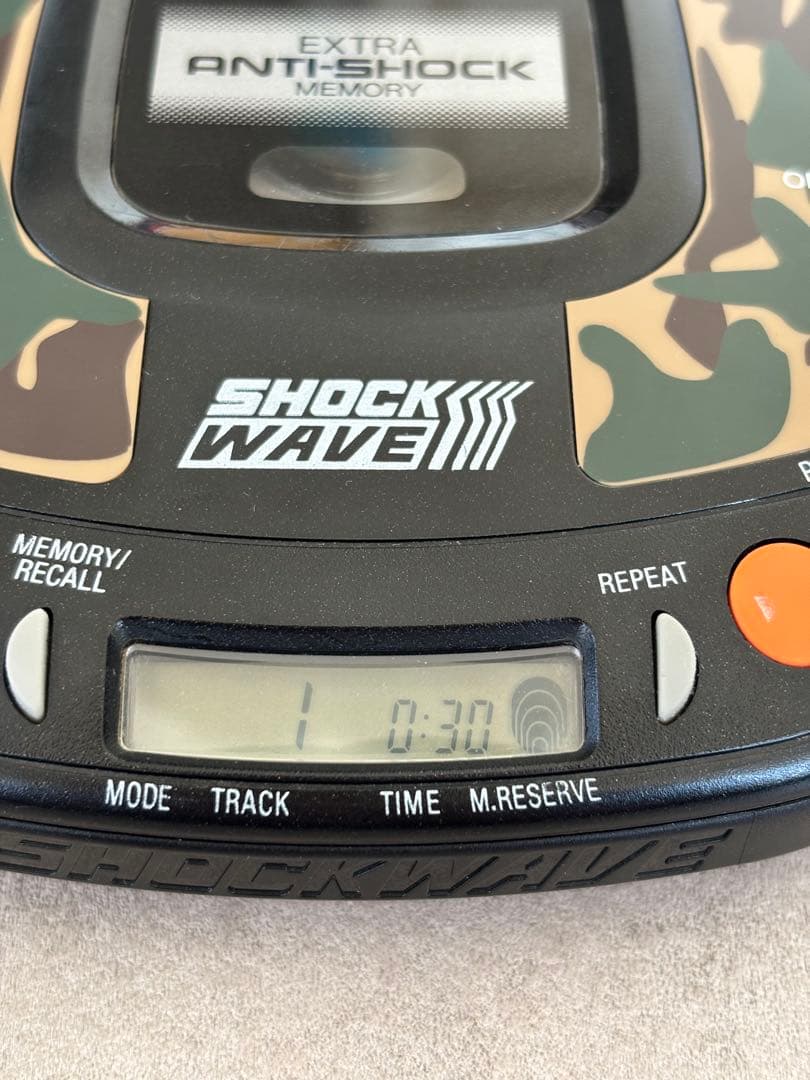 EXTRA
ANTI-SHOCK
MEMORY
SHOCK
WAVE
MEMORY/
RECALL
REPEAT
1 0:30
MODE TRACK TIME M.RESERVE
SHOCKWAVE